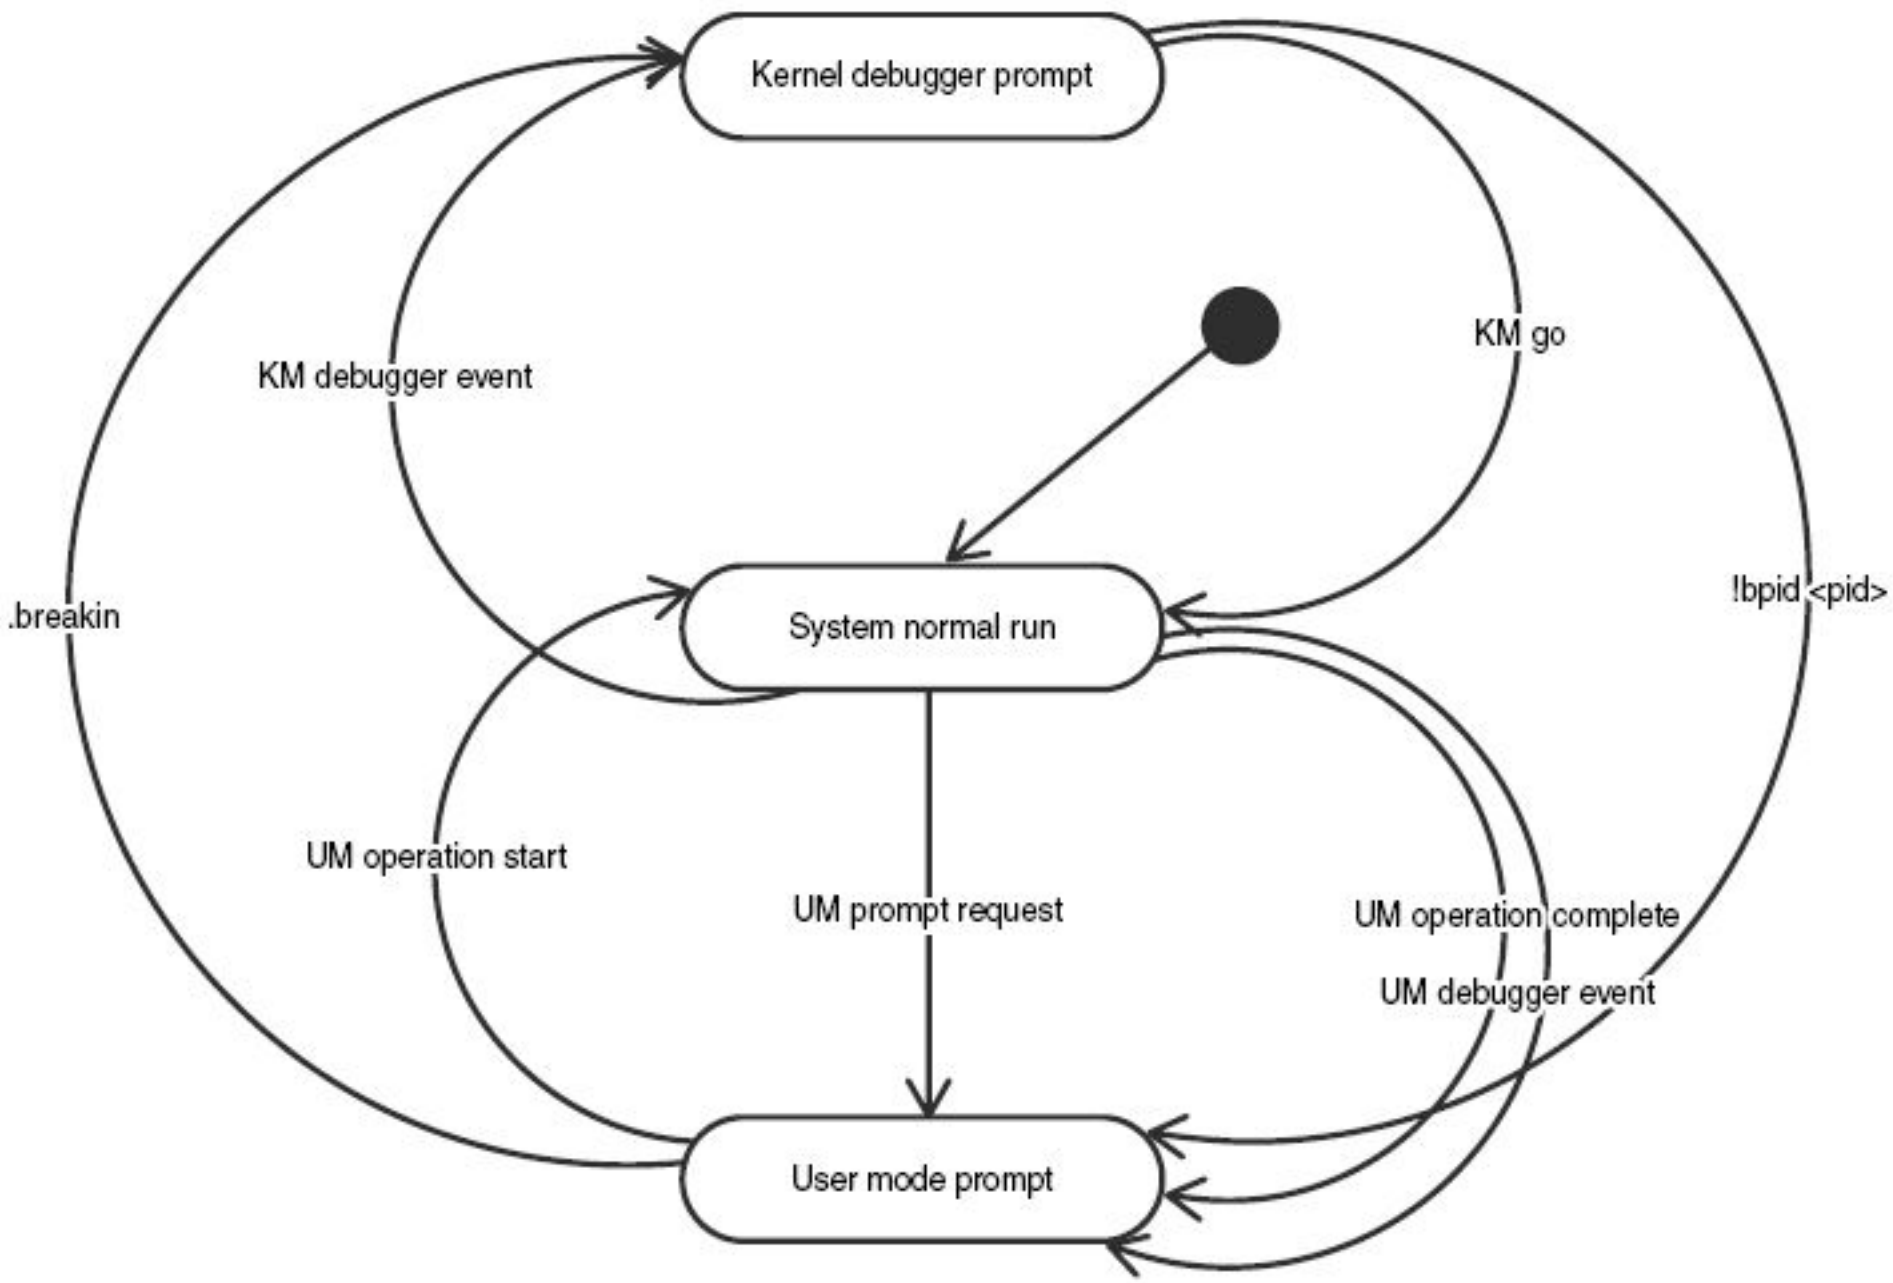 Kernel debugger prompt
KM go
KM debugger event
!bpid <pid>
.breakin
System normal run
UM operation start
UM prompt request
UM operation complete
UM debugger event
User mode prompt